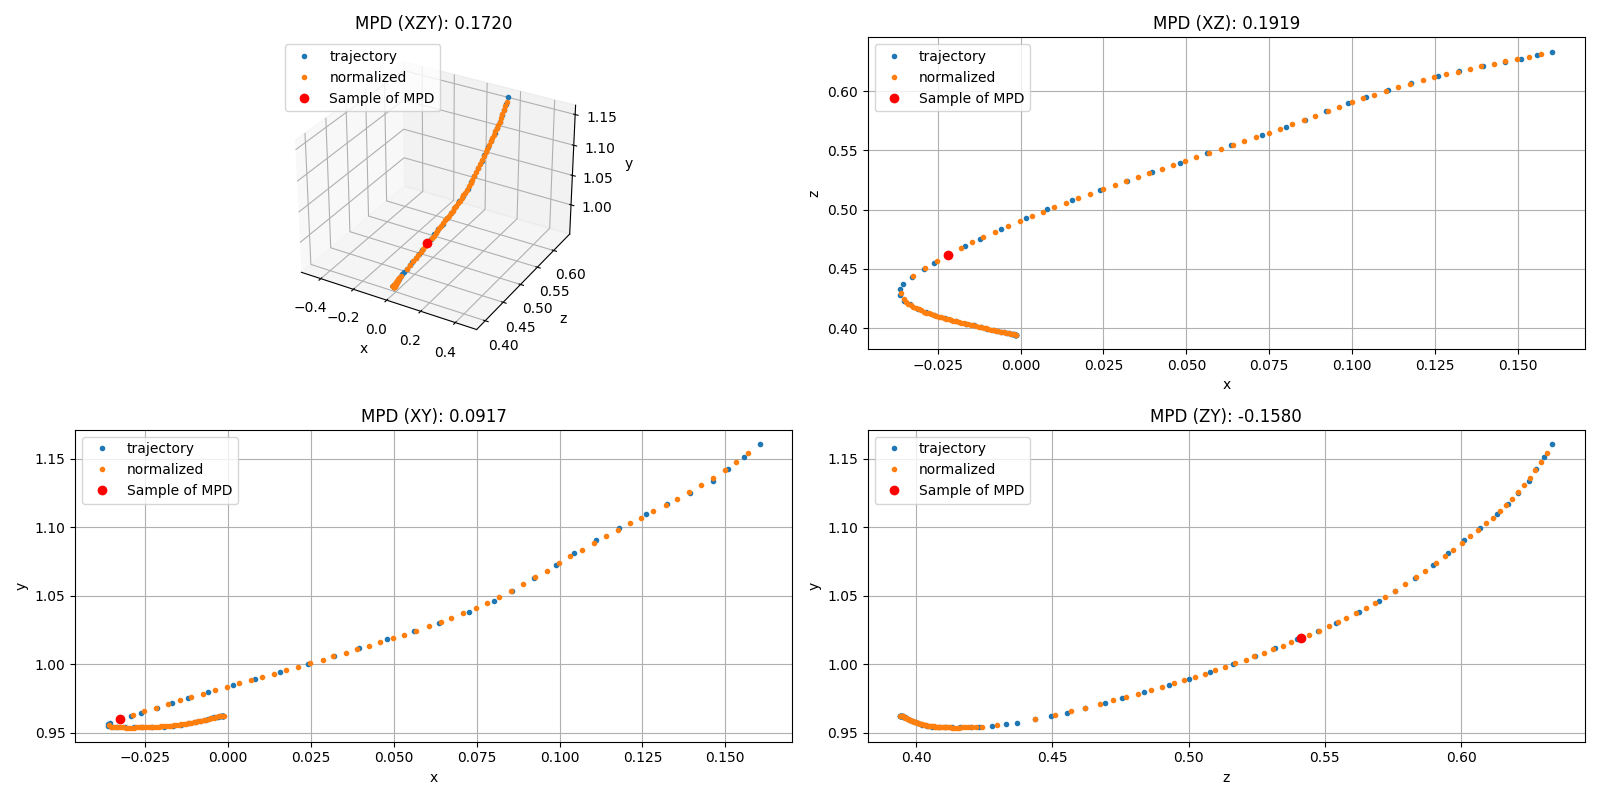 MPD (XZY): 0.1720
trajectory
normalized
Sample of MPD
1.15
1.10
1.05
1.00
y
−0.4
−0.2
0.0
0.2
0.4
x
0.40
0.45
0.50
0.55
0.60
z
MPD (XZ): 0.1919
trajectory
normalized
Sample of MPD
0.60
0.55
0.50
0.45
0.40
z
−0.025 0.000 0.025 0.050 0.075 0.100 0.125 0.150
x
MPD (XY): 0.0917
trajectory
normalized
Sample of MPD
1.15
1.10
1.05
1.00
0.95
y
−0.025 0.000 0.025 0.050 0.075 0.100 0.125 0.150
x
MPD (ZY): -0.1580
trajectory
normalized
Sample of MPD
1.15
1.10
1.05
1.00
0.95
y
0.40 0.45 0.50 0.55 0.60
z